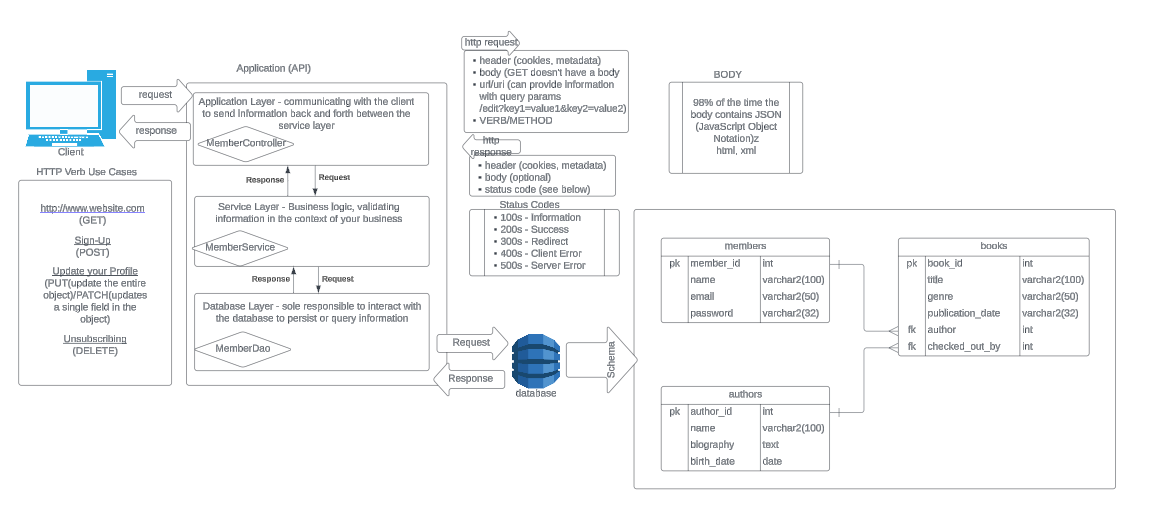 Application (API)
request
response
Client
HTTP Verb Use Cases
http://www.website.com
(GET)
Sign-Up
(POST)
Update your Profile
(PUT(update the entire
object)/PATCH(updates
a single field in the
object)
Unsubscribing
(DELETE)
Application Layer - communicating with the client
to send information back and forth between the
service layer
MemberController
Response
Request
Service Layer - Business logic, validating
information in the context of your business
MemberService
Response
Request
Database Layer - sole responsible to interact with
the database to persist or query information
MemberDao
Request
Response
database
Schema
http request
• header (cookies, metadata)
• body (GET doesn't have a body
• url/uri (can provide information
with query params
/edit?key1=value1&key2=value2)
• VERB/METHOD
http
response
• header (cookies, metadata)
• body (optional)
• status code (see below)
Status Codes
• 100s - Information
• 200s - Success
• 300s - Redirect
• 400s - Client Error
• 500s - Server Error
BODY
98% of the time the
body contains JSON
(JavaScript Object
Notation)z
html, xml
members
pk member_id int
name varchar2(100)
email varchar2(50)
password varchar2(32)
books
pk book_id int
title varchar2(100)
genre varchar2(50)
publication_date varchar2(32)
fk author int
fk checked_out_by int
authors
pk author_id int
name varchar2(100)
biography text
birth_date date